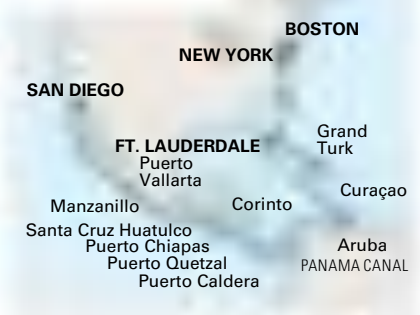 BOSTON
NEW YORK
SAN DIEGO
FT. LAUDERDALE
Grand
Turk
Puerto
Vallarta
Curaçao
Manzanillo
Corinto
Santa Cruz Huatulco
Puerto Chiapas
Aruba
Puerto Quetzal
PANAMA CANAL
Puerto Caldera